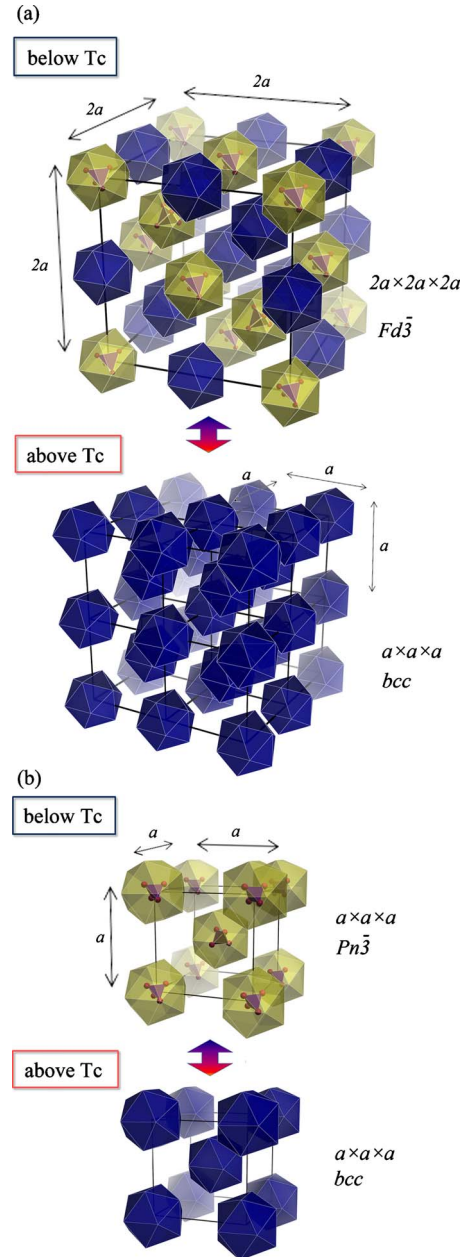 (a)
below Tc
2a
2a
2a
2a×2a×2a
Fd3̄
above Tc
a
a
a
a×a×a
bcc
(b)
below Tc
a
a
a
a×a×a
Pn3̄
above Tc
a×a×a
bcc